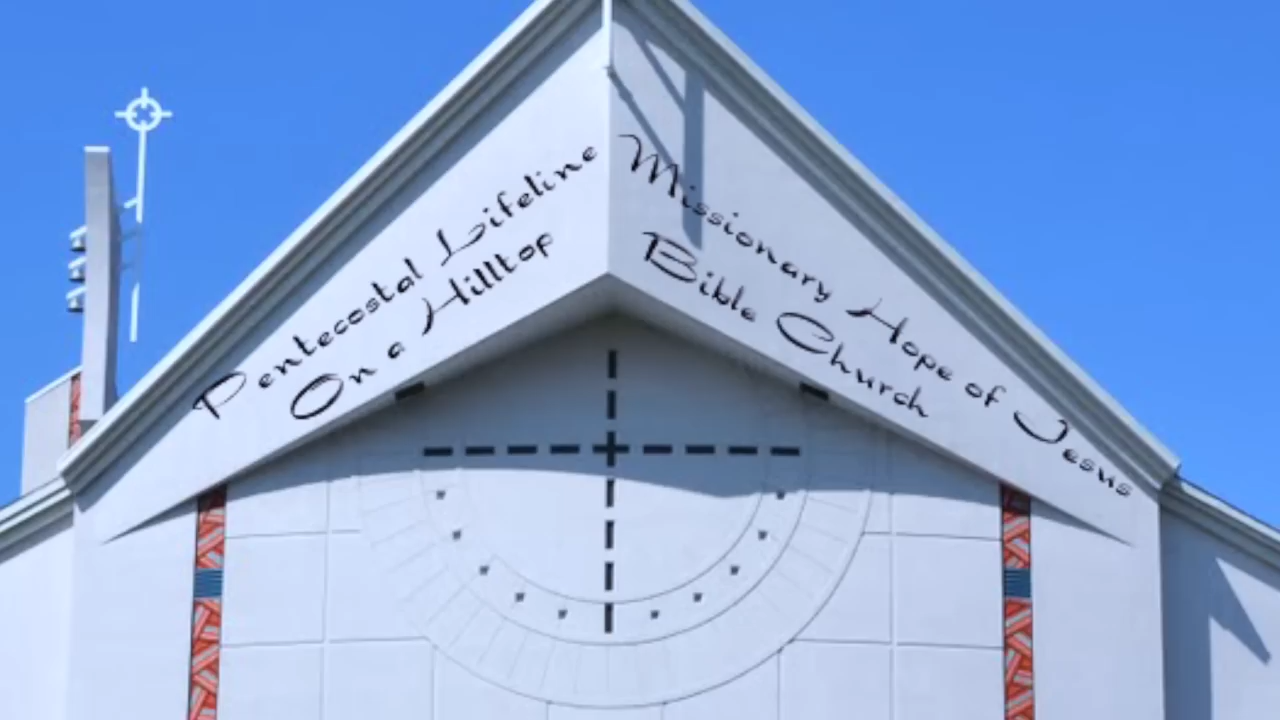 Pentecostal Lifeline
On a Hilltop
Missionary Hope of Jesus
Bible Church